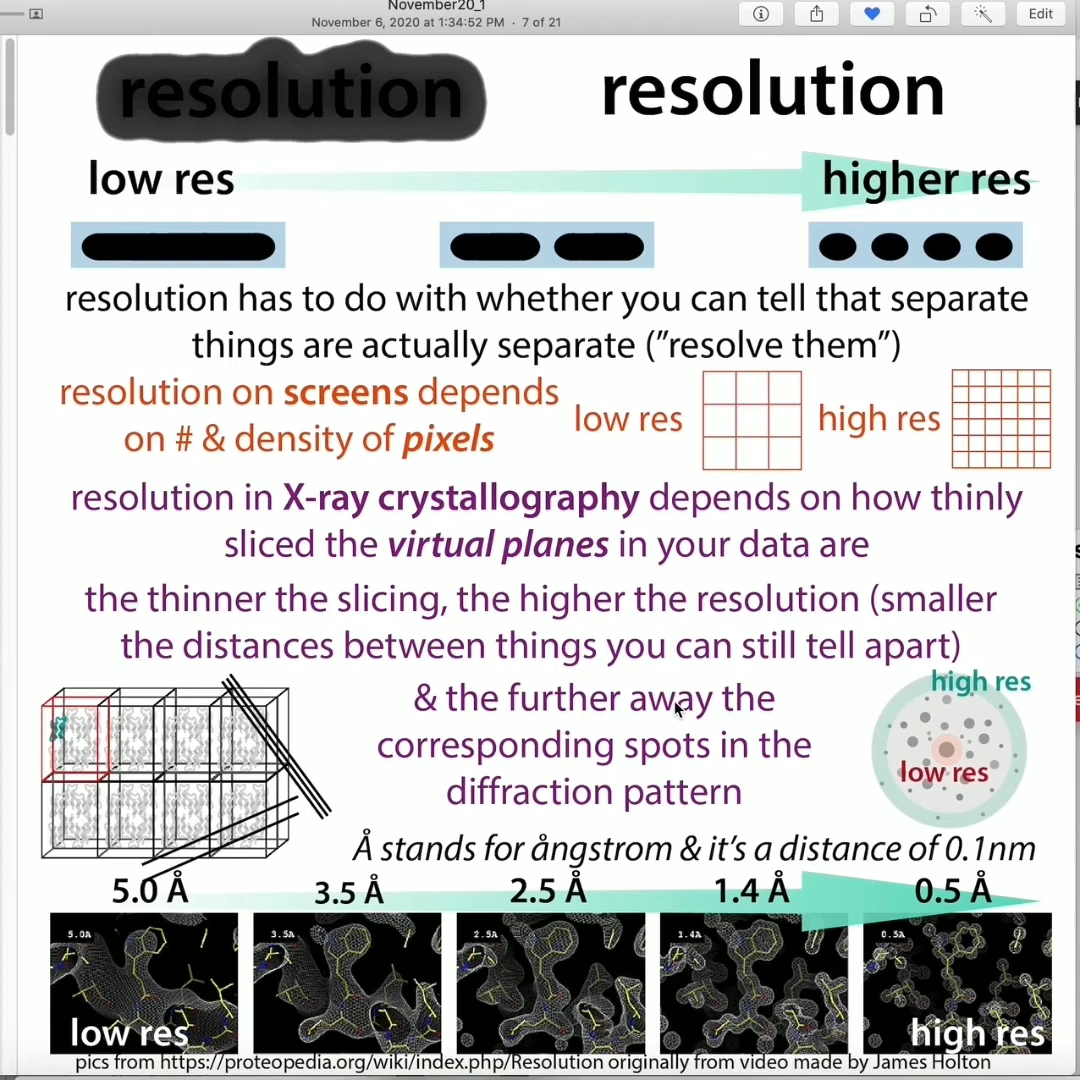 November20_1
November 6, 2020 at 1:34:52 PM · 7 of 21
Edit
resolution
resolution
low res
higher res
resolution has to do with whether you can tell that separate
things are actually separate (”resolve them”)
resolution on screens depends
on # & density of pixels
low res
high res
resolution in X-ray crystallography depends on how thinly
sliced the virtual planes in your data are
the thinner the slicing, the higher the resolution (smaller
the distances between things you can still tell apart)
& the further away the
corresponding spots in the
diffraction pattern
high res
low res
Å stands for ångstrom & it’s a distance of 0.1nm
5.0 Å
3.5 Å
2.5 Å
1.4 Å
0.5 Å
5.0A
3.5A
2.5A
1.4A
0.5A
low res
high res
pics from https://proteopedia.org/wiki/index.php/Resolution originally from video made by James Holton